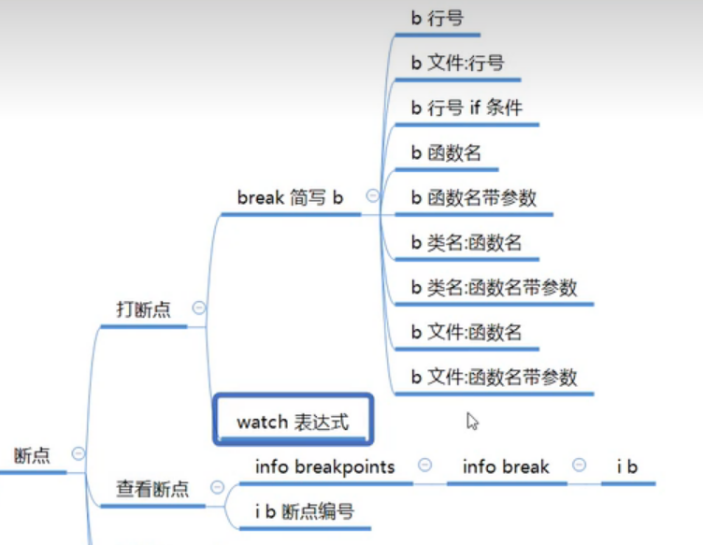 b 行号
b 文件:行号
b 行号 if 条件
b 函数名
break 简写 b
b 函数名带参数
b 类名:函数名
b 类名:函数名带参数
打断点
b 文件:函数名
b 文件:函数名带参数
watch 表达式
断点
info breakpoints
info break
i b
查看断点
i b 断点编号